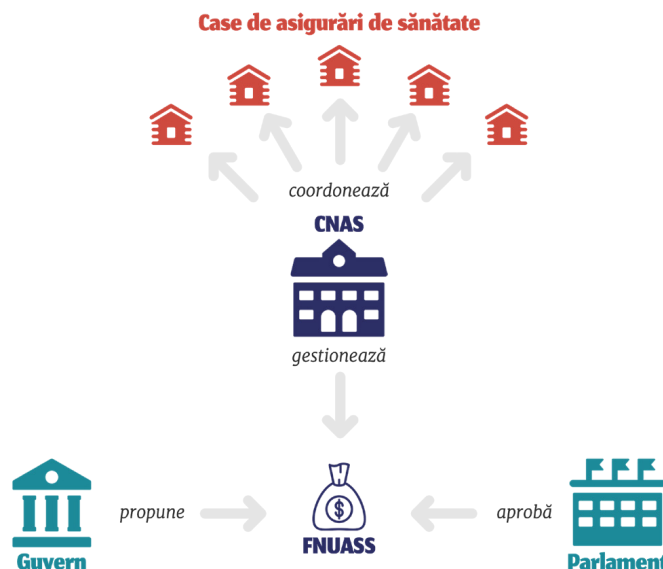 Case de asigurări de sănătate
coordonează
CNAS
gestionează
propune
aprobă
FNUASS
Guvern
Parlament